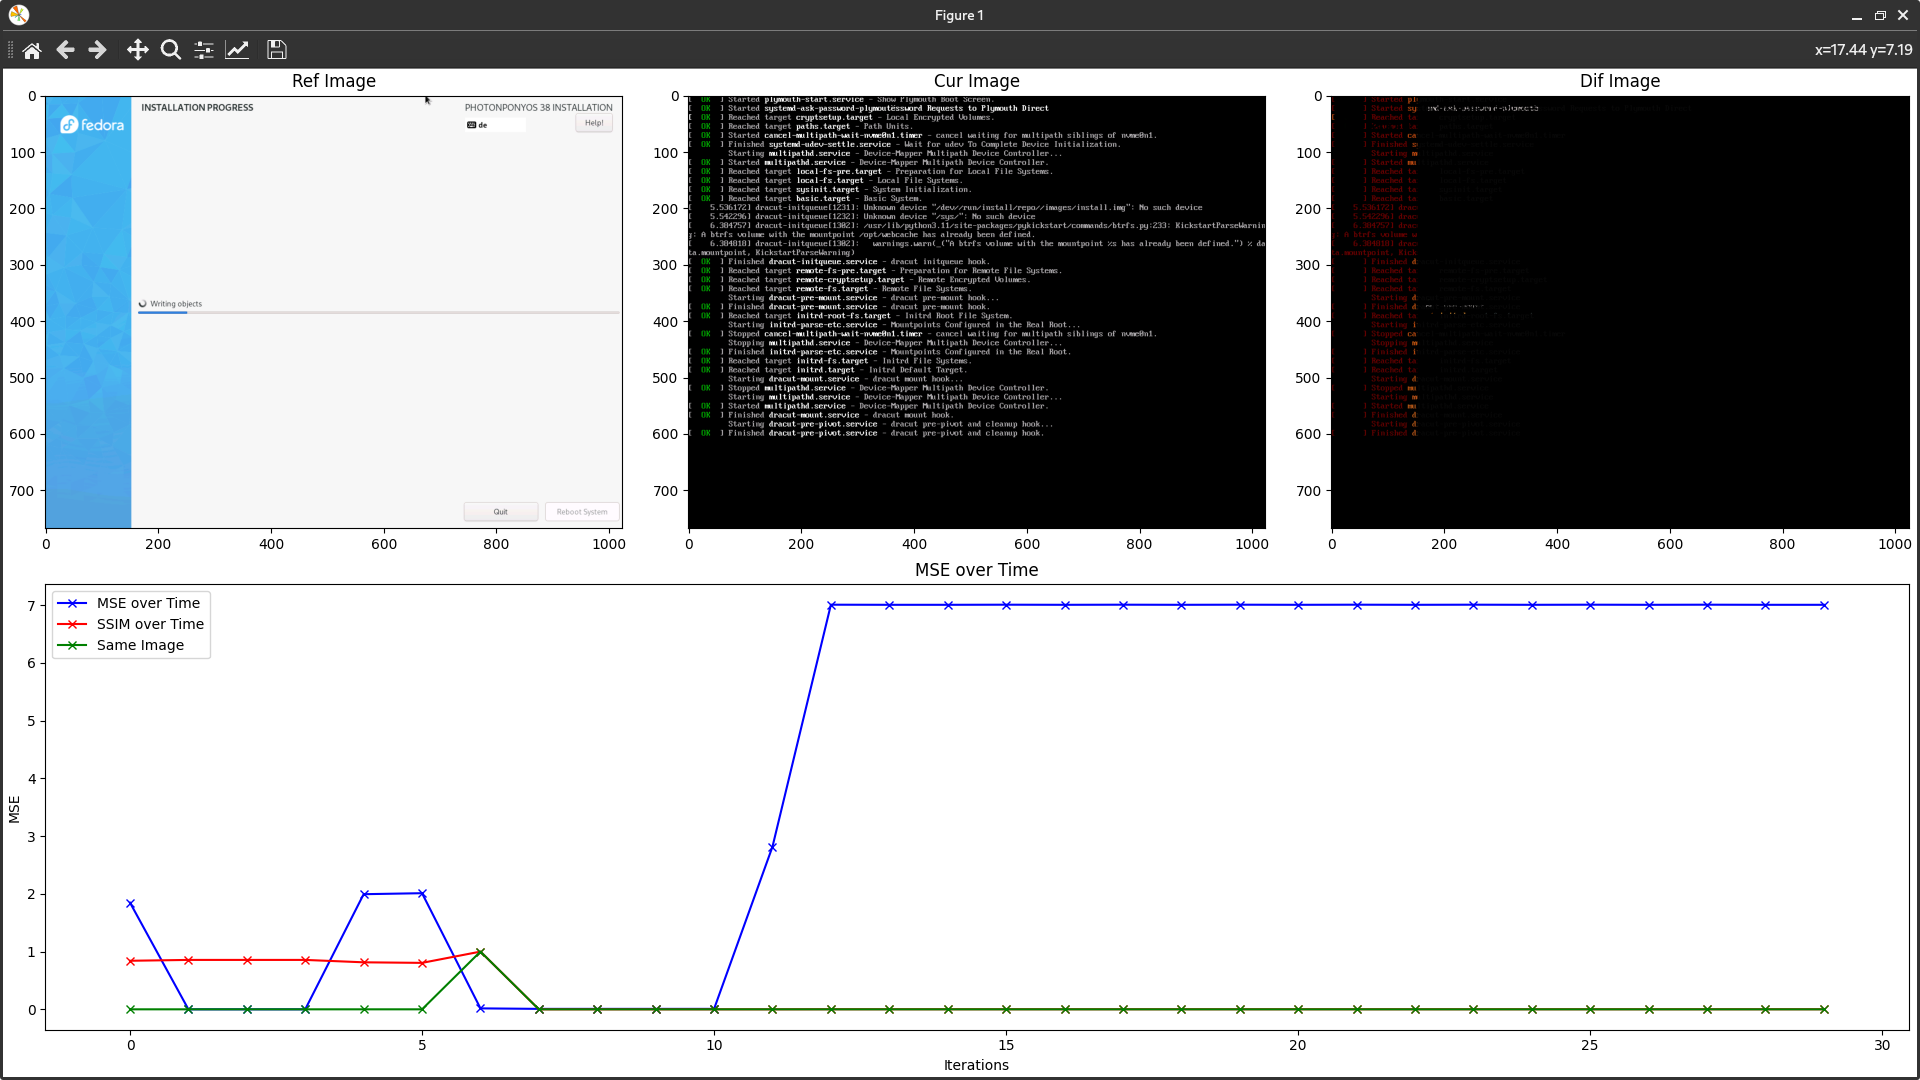 Figure 1
x=17.44 y=7.19
Ref Image
0
100
200
300
400
500
600
700
0 200 400 600 800 1000
fedora
INSTALLATION PROGRESS
PHOTONPONYOS 38 INSTALLATION
de
Help!
Writing objects
Quit
Reboot System
Cur Image
0
100
200
300
400
500
600
700
0 200 400 600 800 1000
[ OK ] Started plymouth-start.service - Show Plymouth Boot Screen.
[ OK ] Started systemd-ask-password-plymoutessword Requests to Plymouth Direct
[ OK ] Reached target cryptsetup.target - Local Encrypted Volumes.
[ OK ] Reached target paths.target - Path Units.
[ OK ] Started cancel-multipath-wait-nvme0n1.timer - cancel waiting for multipath siblings of nvme0n1.
[ OK ] Finished systemd-udev-settle.service - Wait for udev To Complete Device Initialization.
Starting multipathd.service - Device-Mapper Multipath Device Controller...
[ OK ] Started multipathd.service - Device-Mapper Multipath Device Controller.
[ OK ] Reached target local-fs-pre.target - Preparation for Local File Systems.
[ OK ] Reached target local-fs.target - Local File Systems.
[ OK ] Reached target sysinit.target - System Initialization.
[ OK ] Reached target basic.target - Basic System.
[ 5.536172] dracut-initqueue[1231]: Unknown device "/dev//run/install/repo//images/install.img": No such device
[ 5.542296] dracut-initqueue[1232]: Unknown device "/sys/": No such device
[ 6.304757] dracut-initqueue[1302]: /usr/lib/python3.11/site-packages/pykickstart/commands/btrfs.py:233: KickstartParseWarnin
g: A btrfs volume with the mountpoint /opt/webcache has already been defined.
[ 6.304810] dracut-initqueue[1302]: warnings.warn(_("A btrfs volume with the mountpoint %s has already been defined.") % da
ta.mountpoint, KickstartParseWarning)
[ OK ] Finished dracut-initqueue.service - dracut initqueue hook.
[ OK ] Reached target remote-fs-pre.target - Preparation for Remote File Systems.
[ OK ] Reached target remote-cryptsetup.target - Remote Encrypted Volumes.
[ OK ] Reached target remote-fs.target - Remote File Systems.
Starting dracut-pre-mount.service - dracut pre-mount hook...
[ OK ] Finished dracut-pre-mount.service - dracut pre-mount hook.
[ OK ] Reached target initrd-root-fs.target - Initrd Root File System.
Starting initrd-parse-etc.service - Mountpoints Configured in the Real Root...
[ OK ] Stopped cancel-multipath-wait-nvme0n1.timer - cancel waiting for multipath siblings of nvme0n1.
Stopping multipathd.service - Device-Mapper Multipath Device Controller...
[ OK ] Finished initrd-parse-etc.service - Mountpoints Configured in the Real Root.
[ OK ] Reached target initrd-fs.target - Initrd File Systems.
[ OK ] Reached target initrd.target - Initrd Default Target.
Starting dracut-mount.service - dracut mount hook...
[ OK ] Stopped multipathd.service - Device-Mapper Multipath Device Controller.
Starting multipathd.service - Device-Mapper Multipath Device Controller...
[ OK ] Started multipathd.service - Device-Mapper Multipath Device Controller.
[ OK ] Finished dracut-mount.service - dracut mount hook.
Starting dracut-pre-pivot.service - dracut pre-pivot and cleanup hook...
[ OK ] Finished dracut-pre-pivot.service - dracut pre-pivot and cleanup hook.
Dif Image
0
100
200
300
400
500
600
700
0 200 400 600 800 1000
MSE over Time
MSE over Time
SSIM over Time
Same Image
MSE
7
6
5
4
3
2
1
0
0 5 10 15 20 25 30
Iterations